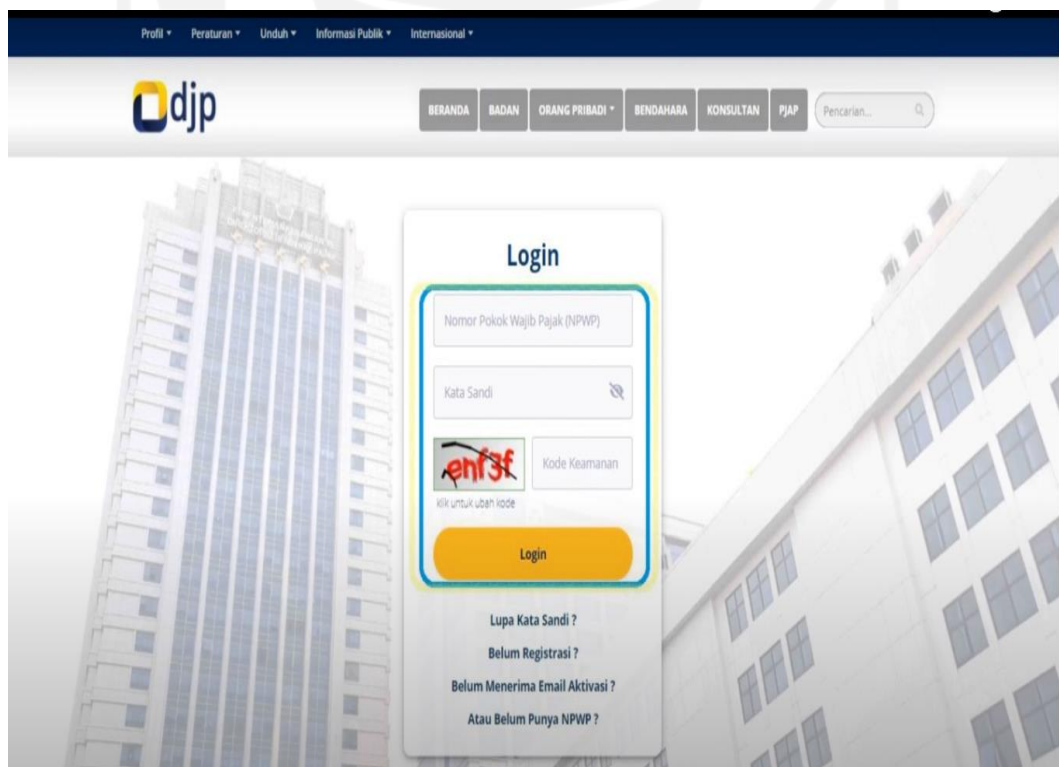 Profil Peraturan Unduh Informasi Publik Internasional
djp
BERANDA BADAN ORANG PRIBADI BENDAHARA KONSULTAN PJAP Pencarian...
Login
Nomor Pokok Wajib Pajak (NPWP)
Kata Sandi
enf3f Kode Keamanan
klik untuk ubah kode
Login
Lupa Kata Sandi ?
Belum Registrasi ?
Belum Menerima Email Aktivasi ?
Atau Belum Punya NPWP ?